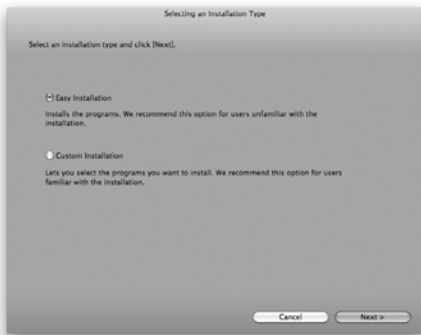 Selecting an Installation Type
Select an installation type and click [Next].
Easy Installation
Installs the programs. We recommend this option for users unfamiliar with the
installation.
Custom Installation
Lets you select the programs you want to install. We recommend this option for users
familiar with the installation.
Cancel
Next >